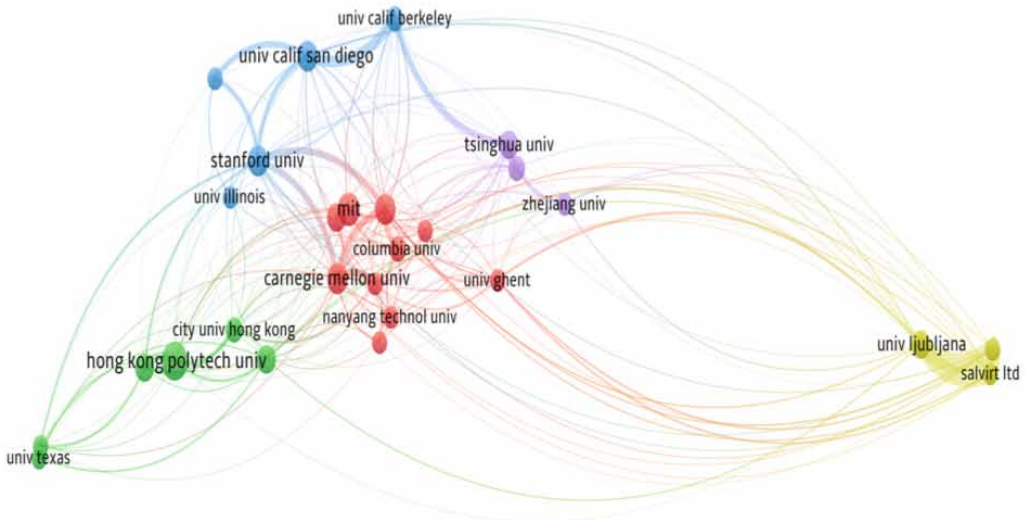 univ calif berkeley
univ calif san diego
tsinghua univ
stanford univ
univ illinois
zhejiang univ
mit
columbia univ
carnegie mellon univ
univ ghent
nanyang technol univ
city univ hong kong
univ ljubljana
hong kong polytech univ
salvirt ltd
univ texas